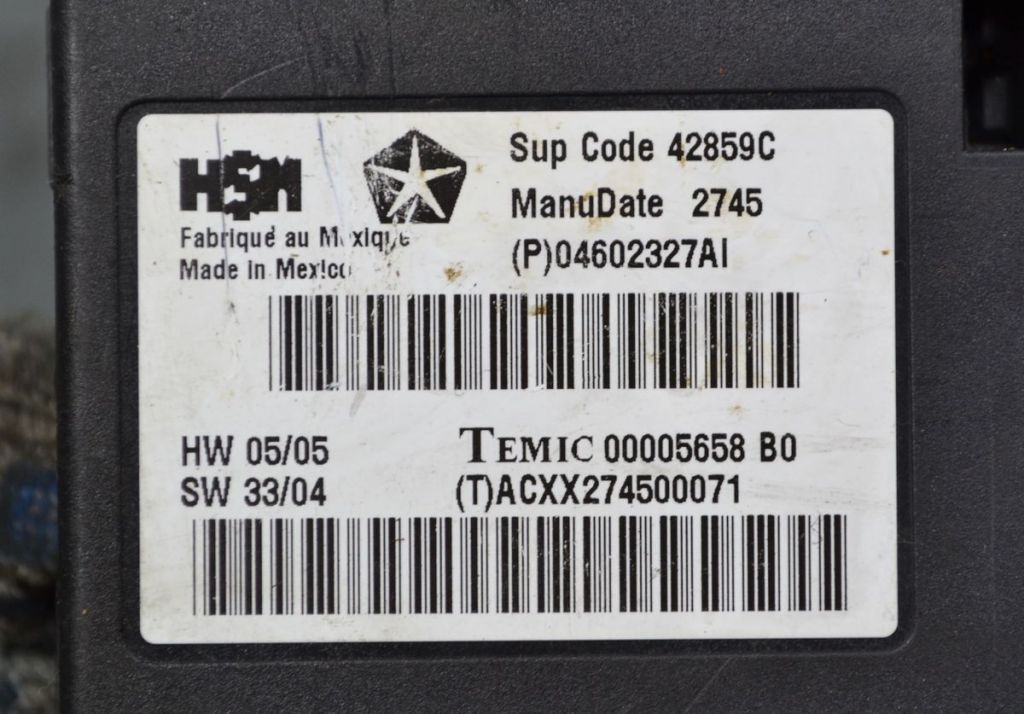 HSM
Fabriqué au Mexique
Made in Mexico
Sup Code 42859C
ManuDate 2745
(P)04602327AI
HW 05/05
SW 33/04
TEMIC 00005658 B0
(T)ACXX274500071